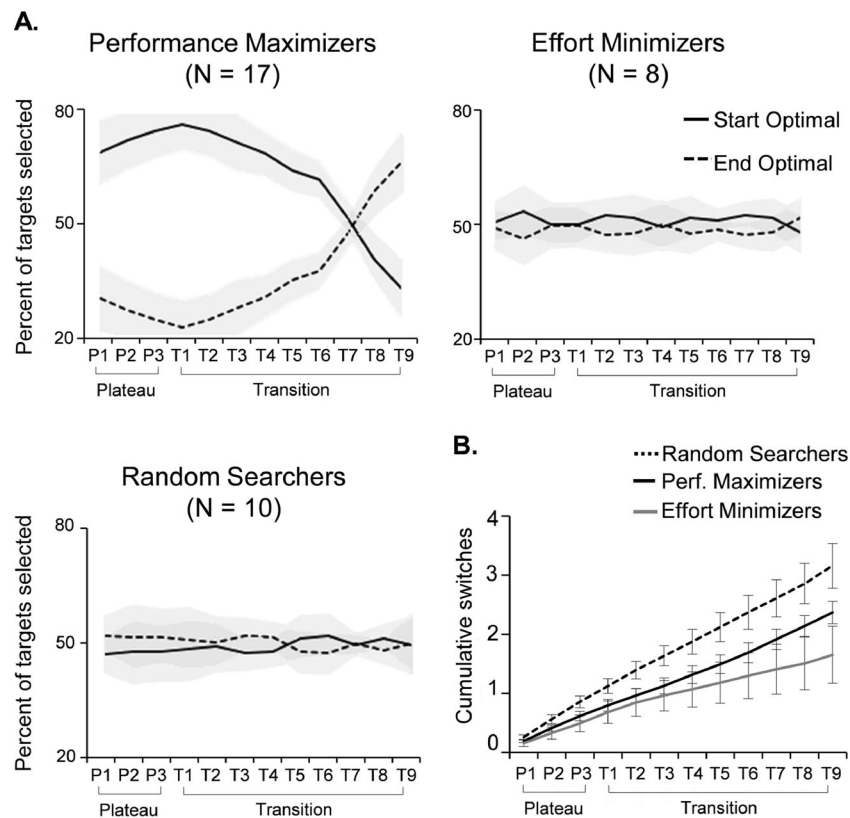 A.
Performance Maximizers
(N = 17)
Percent of targets selected
80
50
20
P1 P2 P3 T1 T2 T3 T4 T5 T6 T7 T8 T9
Plateau Transition
Effort Minimizers
(N = 8)
Start Optimal
End Optimal
80
50
20
P1 P2 P3 T1 T2 T3 T4 T5 T6 T7 T8 T9
Plateau Transition
Random Searchers
(N = 10)
Percent of targets selected
80
50
20
P1 P2 P3 T1 T2 T3 T4 T5 T6 T7 T8 T9
Plateau Transition
B.
Random Searchers
Perf. Maximizers
Effort Minimizers
Cumulative switches
4
3
2
1
0
P1 P2 P3 T1 T2 T3 T4 T5 T6 T7 T8 T9
Plateau Transition